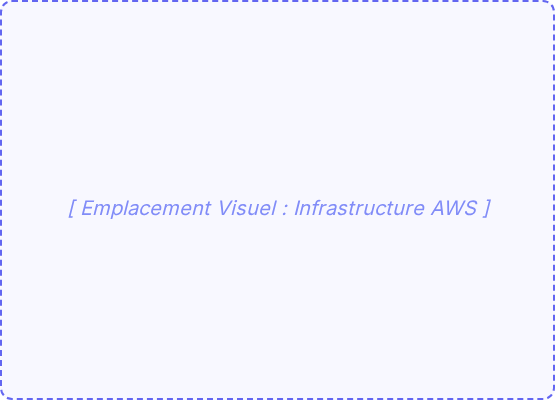 [ Emplacement Visuel : Infrastructure AWS ]